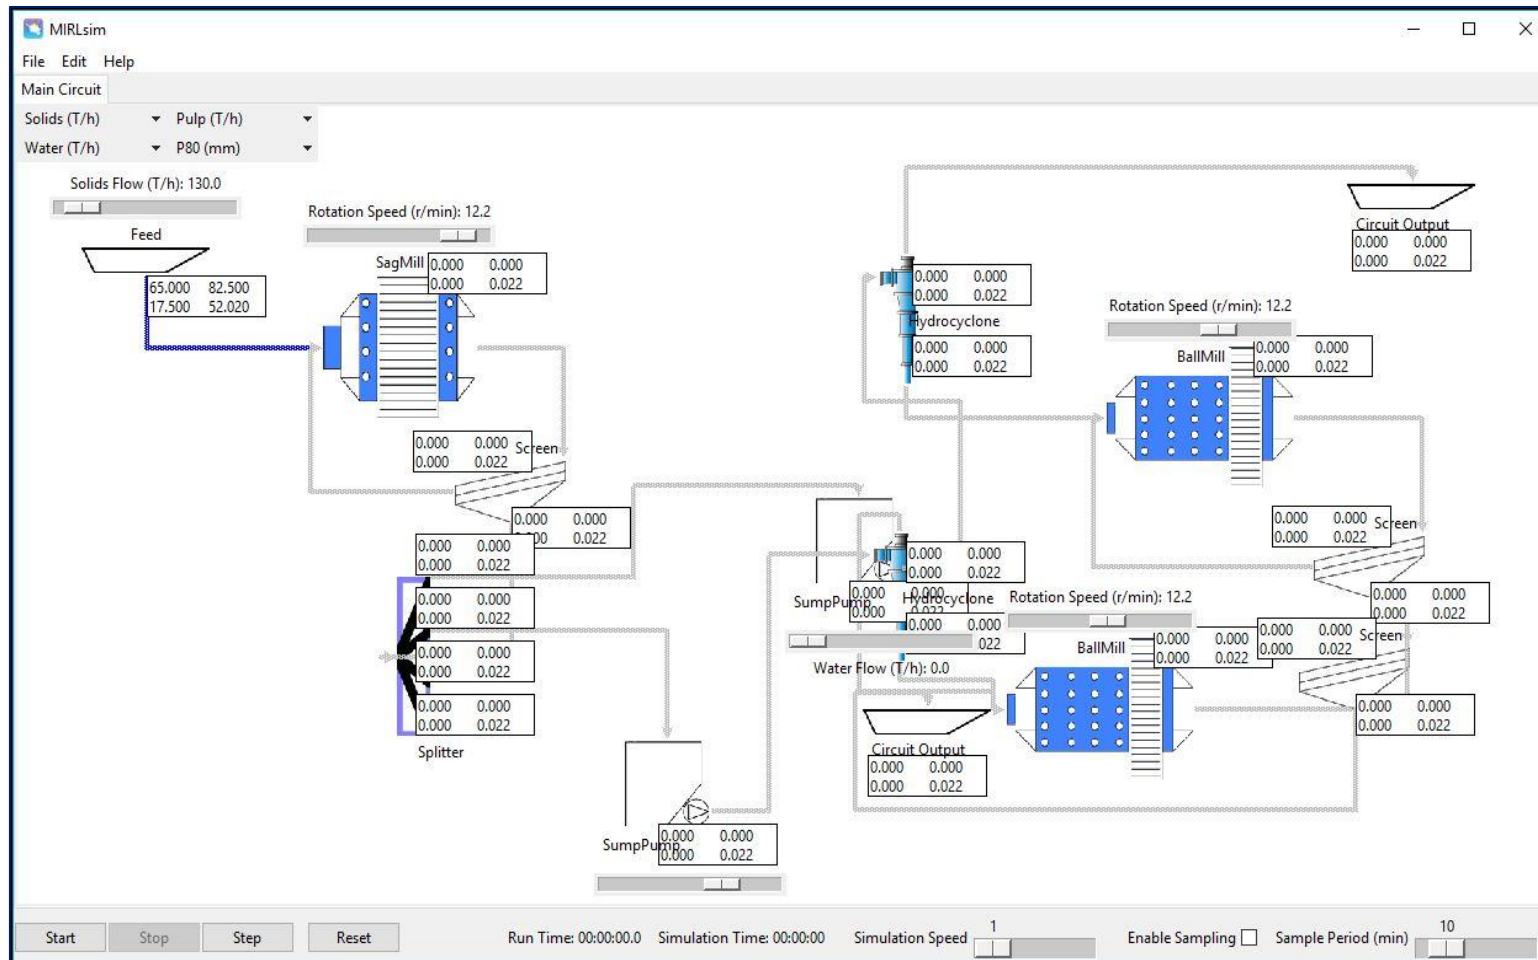 MIRLsim
File Edit Help
Main Circuit
Solids (T/h) Pulp (T/h)
Water (T/h) P80 (mm)
Solids Flow (T/h): 130.0
Feed
65.000 82.500
17.500 52.020
Rotation Speed (r/min): 12.2
SagMill
0.000 0.000
0.000 0.022
0.000 0.000
0.000 0.022
Screen
0.000 0.000
0.022
0.000 0.000
0.000 0.022
0.000 0.000
0.000 0.022
0.000 0.000
0.000 0.022
0.000 0.000
0.000 0.022
Splitter
SumpPump
0.000 0.000
0.000 0.022
Circuit Output
0.000 0.000
0.000 0.022
0.000 0.000
0.000 0.022
Hydrocyclone
0.000 0.000
0.000 0.022
Rotation Speed (r/min): 12.2
BallMill
0.000 0.000
0.000 0.022
0.000 0.000
0.000 0.022
Screen
0.000 0.000
0.000 0.022
0.000 0.000
0.000 0.022
SumpPump
0.000 0.000
0.000 0.022
Hydrocyclone
0.000 0.000
0.022
Water Flow (T/h): 0.0
Rotation Speed (r/min): 12.2
BallMill
0.000 0.000
0.000 0.022
0.000 0.000
0.000 0.022
Screen
0.000 0.000
0.000 0.022
Circuit Output
0.000 0.000
0.000 0.022
Start Stop Step Reset Run Time: 00:00:00.0 Simulation Time: 00:00:00 Simulation Speed 1 Enable Sampling Sample Period (min) 10